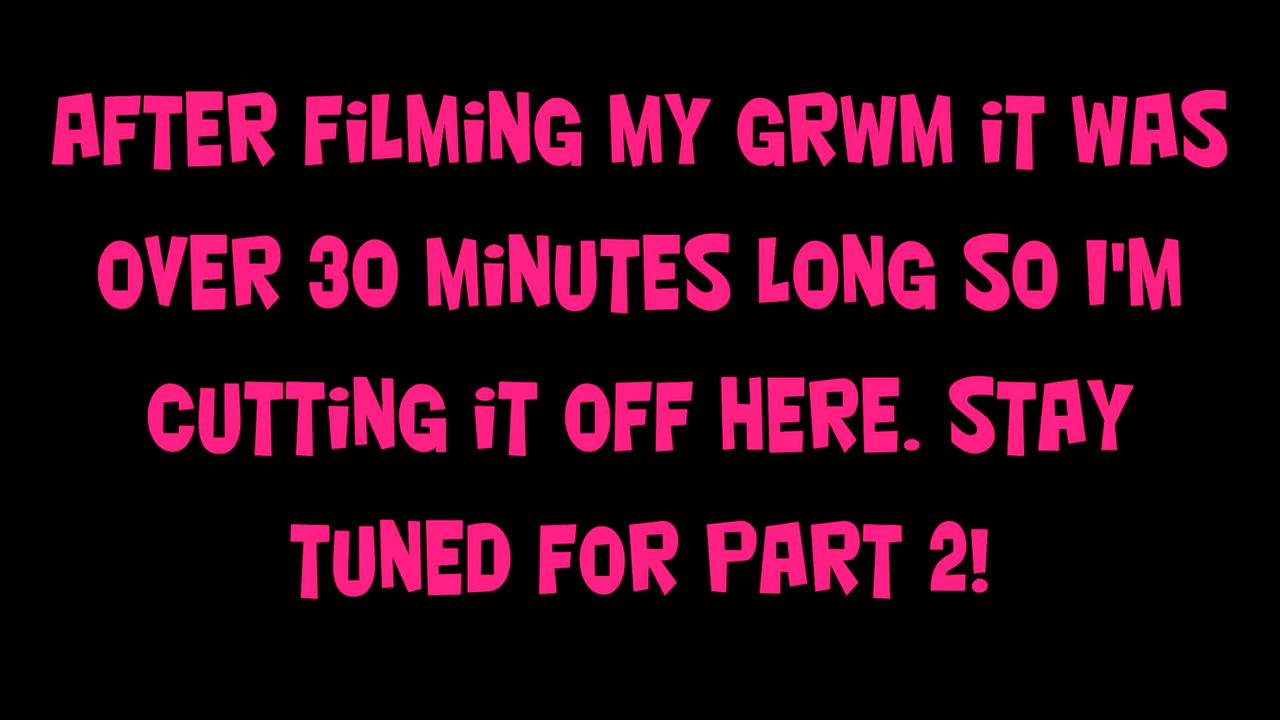 AFTER FiLMiNG MY GRWM iT WAS
OVER 30 MiNUTES LONG SO I'M
CUTTiNG iT OFF HERE. STAY
TUNED FOR PART 2!